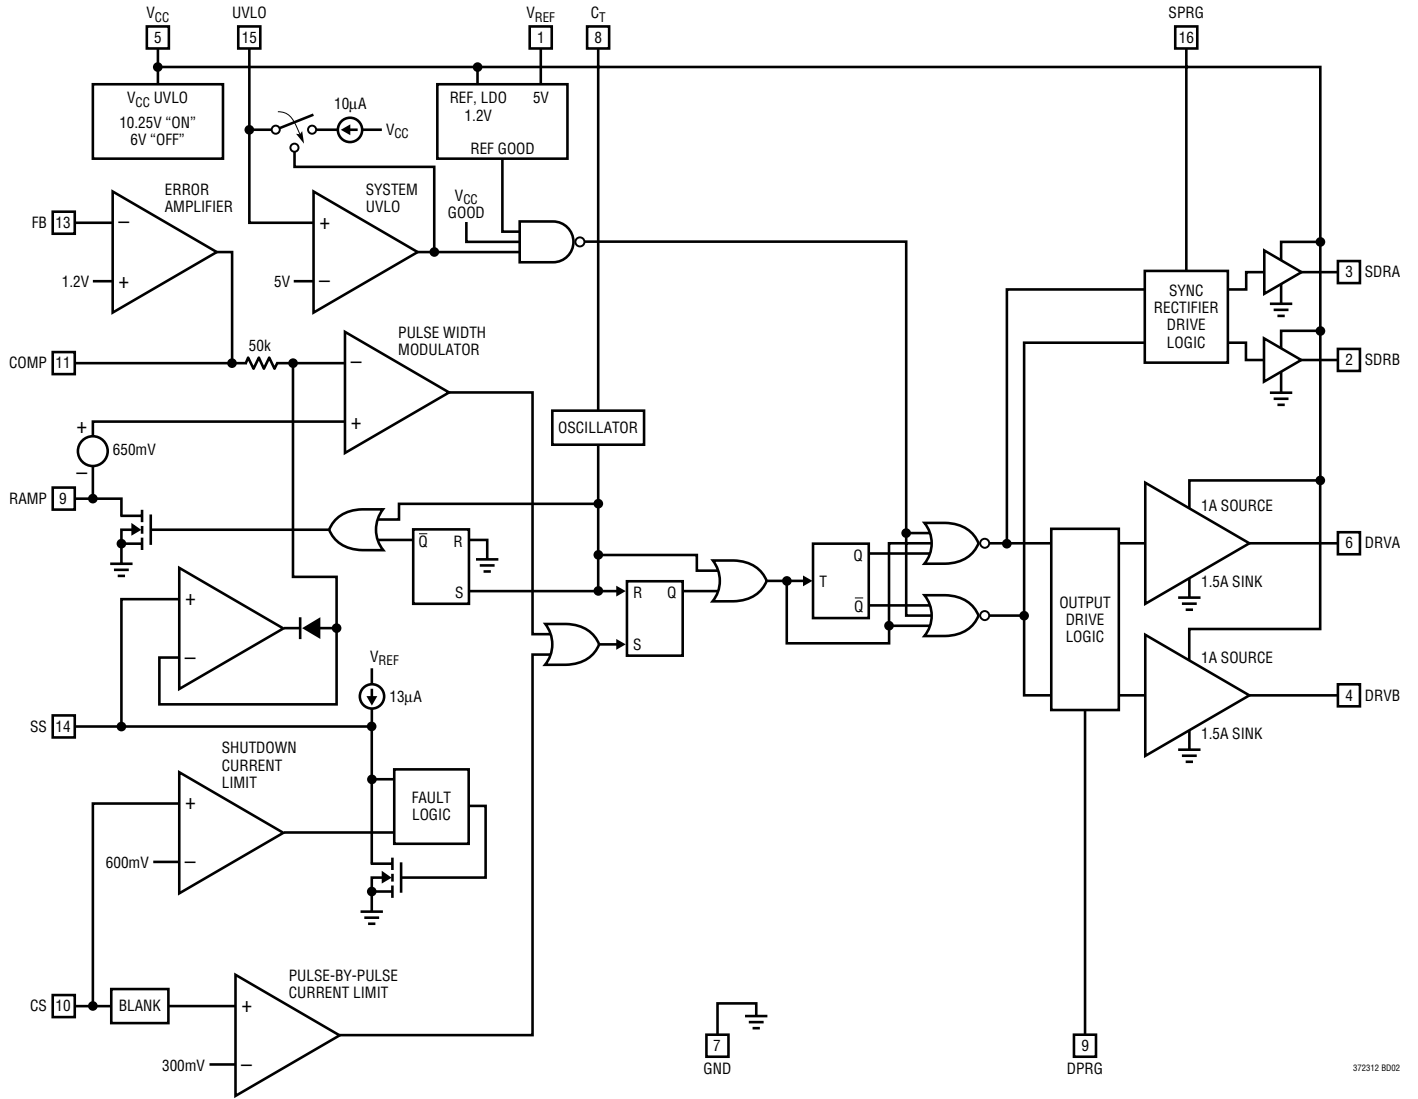 VCC
5
UVLO
15
VREF
1
CT
8
SPRG
16
VCC UVLO
10.25V “ON”
6V “OFF”
10µA
VCC
REF, LDO
1.2V
5V
REF GOOD
ERROR
AMPLIFIER
FB 13
−
1.2V
+
SYSTEM
UVLO
+
5V
−
VCC
GOOD
SYNC
RECTIFIER
DRIVE
LOGIC
3 SDRA
2 SDRB
COMP 11
50k
PULSE WIDTH
MODULATOR
−
+
+
650mV
−
RAMP 9
OSCILLATOR
Q̅ R
S
R Q
S
T
Q
Q̅
OUTPUT
DRIVE
LOGIC
1A SOURCE
6 DRVA
1.5A SINK
1A SOURCE
4 DRVB
1.5A SINK
+
−
VREF
13µA
SS 14
SHUTDOWN
CURRENT
LIMIT
+
600mV
−
FAULT
LOGIC
PULSE-BY-PULSE
CURRENT LIMIT
CS 10
BLANK
+
300mV
−
7
GND
9
DPRG
372312 BD02